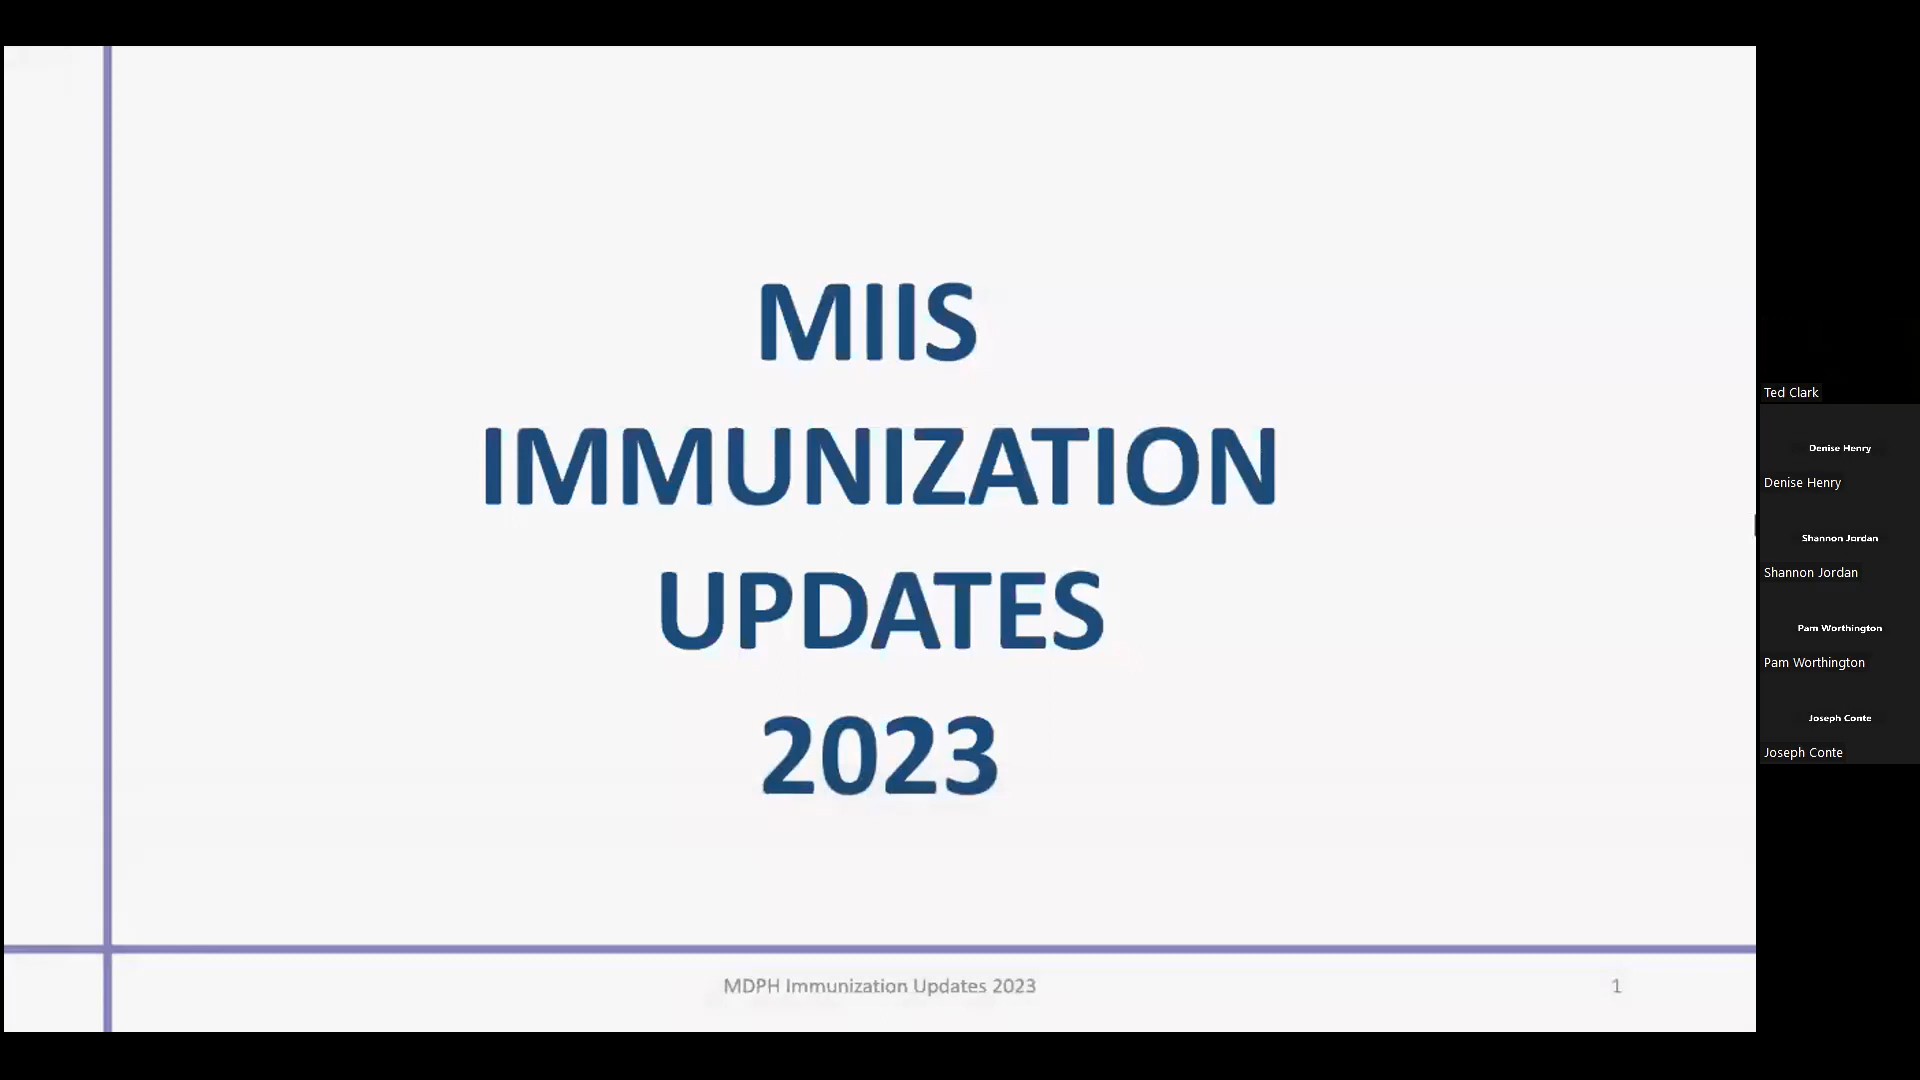 MIIS
IMMUNIZATION
UPDATES
2023
MDPH Immunization Updates 2023
1
Ted Clark
Denise Henry
Denise Henry
Shannon Jordan
Shannon Jordan
Pam Worthington
Pam Worthington
Joseph Conte
Joseph Conte